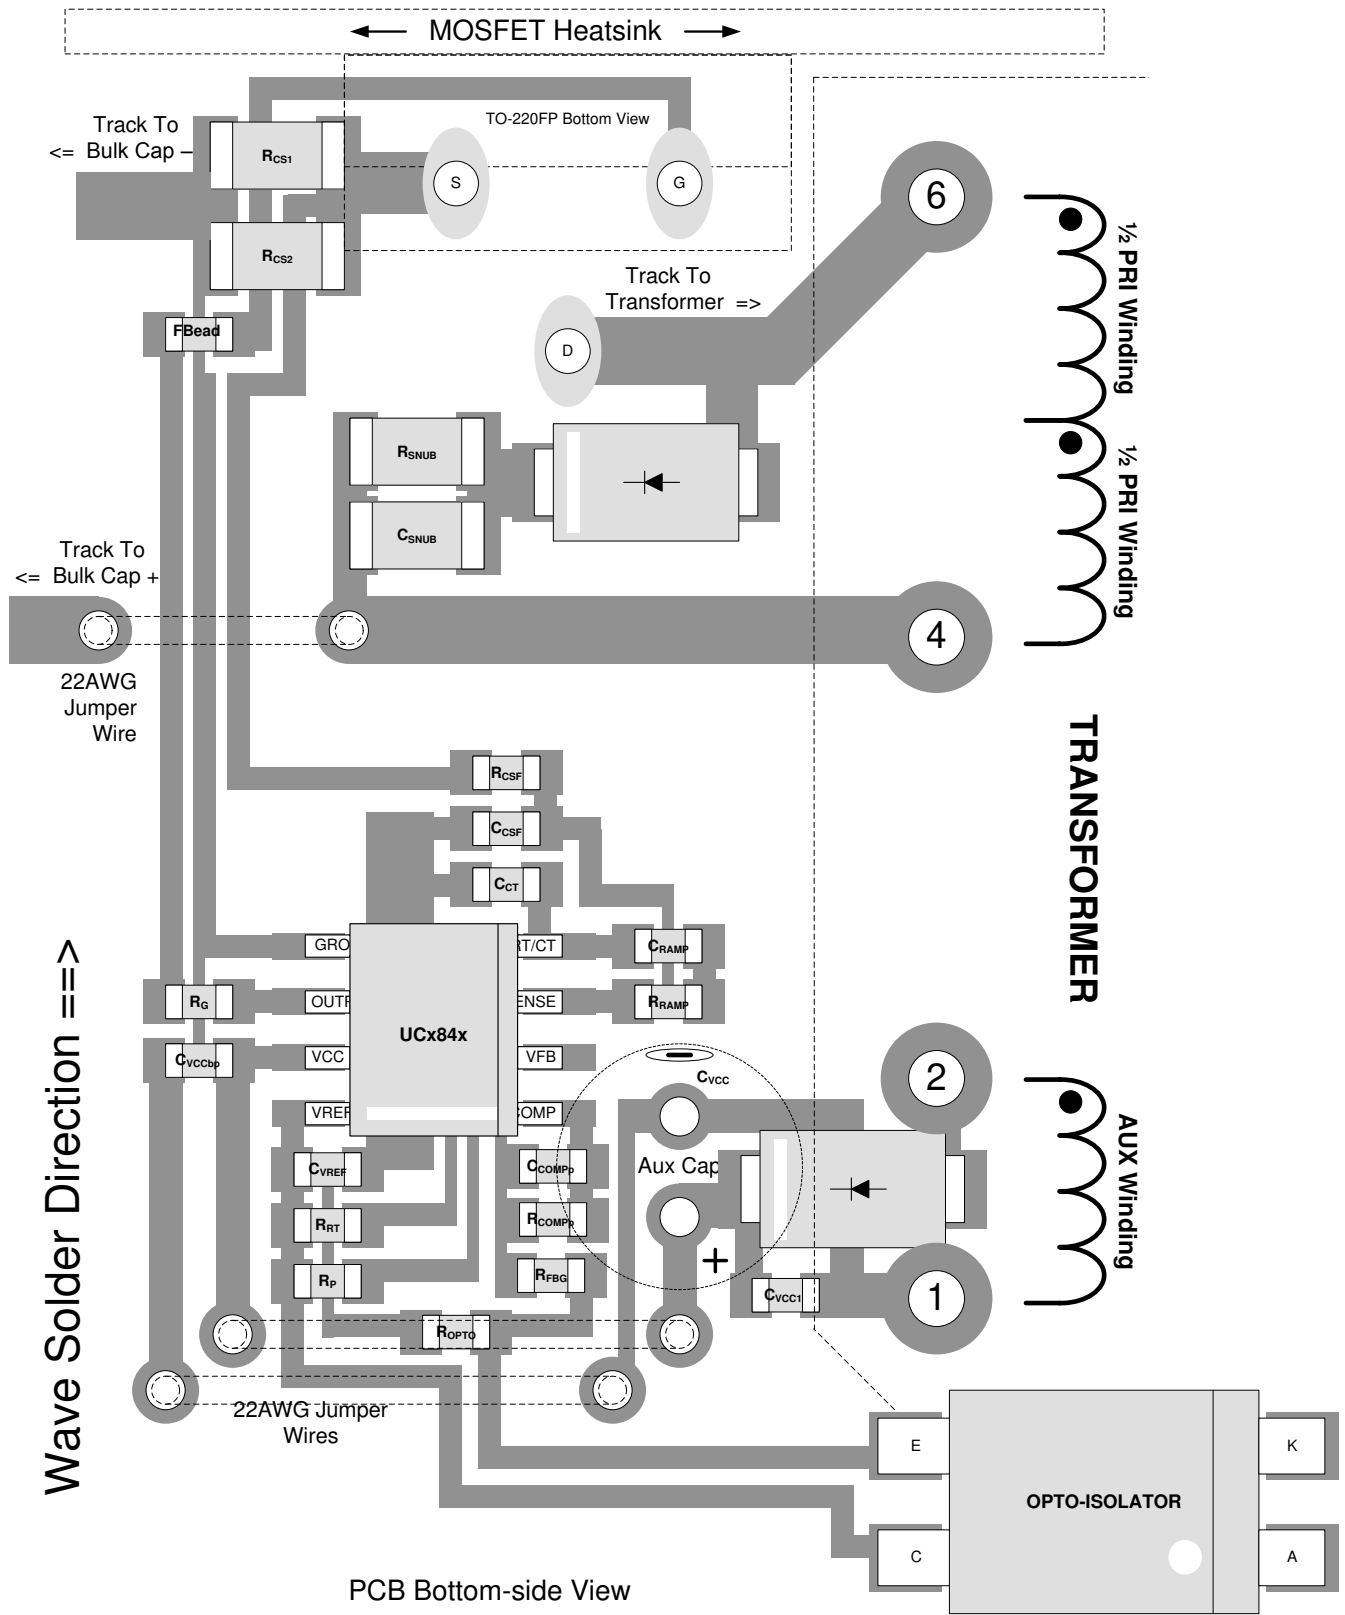 MOSFET Heatsink
Track To
<= Bulk Cap –
TO-220FP Bottom View
RCS1
S
G
6
RCS2
½ PRI Winding
Track To
Transformer =>
FBead
D
RSNUB
½ PRI Winding
CSNUB
Track To
<= Bulk Cap +
4
22AWG
Jumper
Wire
TRANSFORMER
RCSF
CCSF
CCT
GRO
RT/CT
CRAMP
RG
OUTP
ENSE
RRAMP
UCx84x
CVCCbp
VCC
VFB
–
CVCC
2
VREF
COMP
AUX Winding
CVREF
CCOMPp
Aux Cap
RRT
RCOMPp
+
RP
RFBG
CVCC1
1
ROPTO
22AWG Jumper
Wires
Wave Solder Direction ==>
E
K
OPTO-ISOLATOR
C
A
PCB Bottom-side View